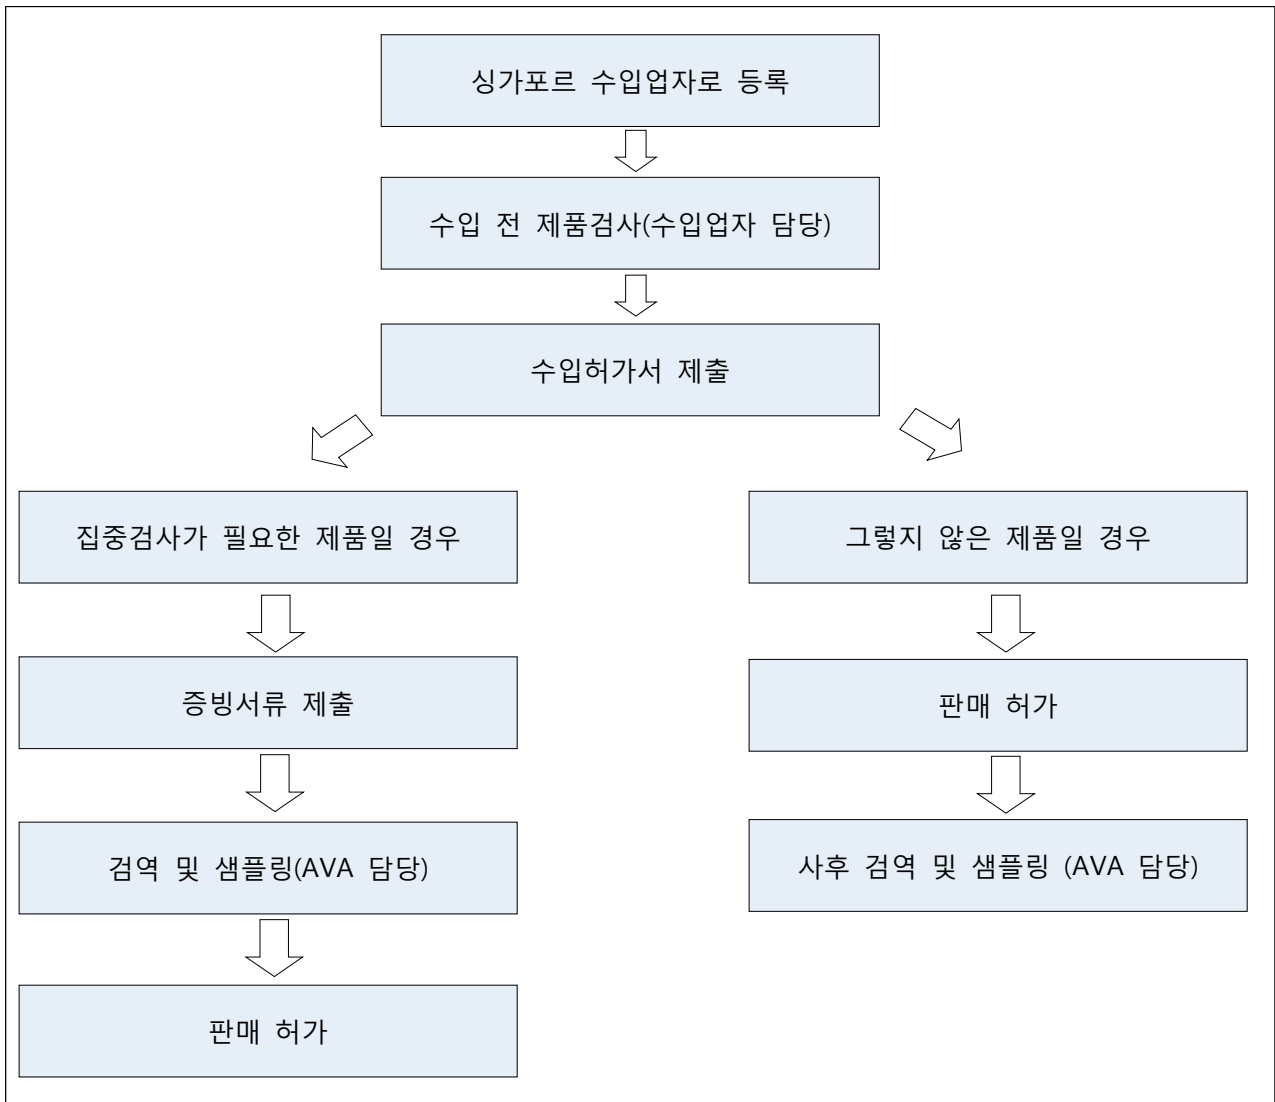 싱가포르 수입업자로 등록
수입 전 제품검사(수입업자 담당)
수입허가서 제출
집중검사가 필요한 제품일 경우
증빙서류 제출
검역 및 샘플링(AVA 담당)
판매 허가
그렇지 않은 제품일 경우
판매 허가
사후 검역 및 샘플링 (AVA 담당)